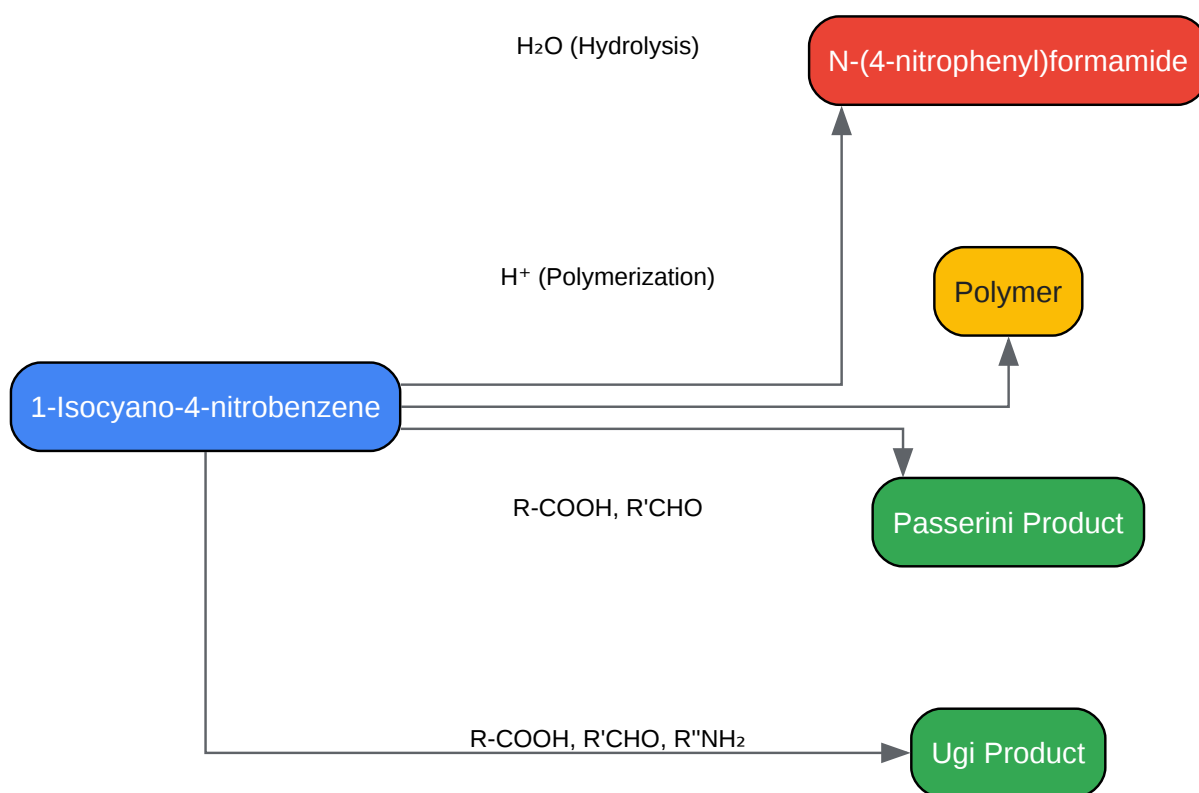 H₂O (Hydrolysis)
N-(4-nitrophenyl)formamide
H⁺ (Polymerization)
Polymer
1-Isocyano-4-nitrobenzene
R-COOH, R'CHO
Passerini Product
R-COOH, R'CHO, R''NH₂
Ugi Product